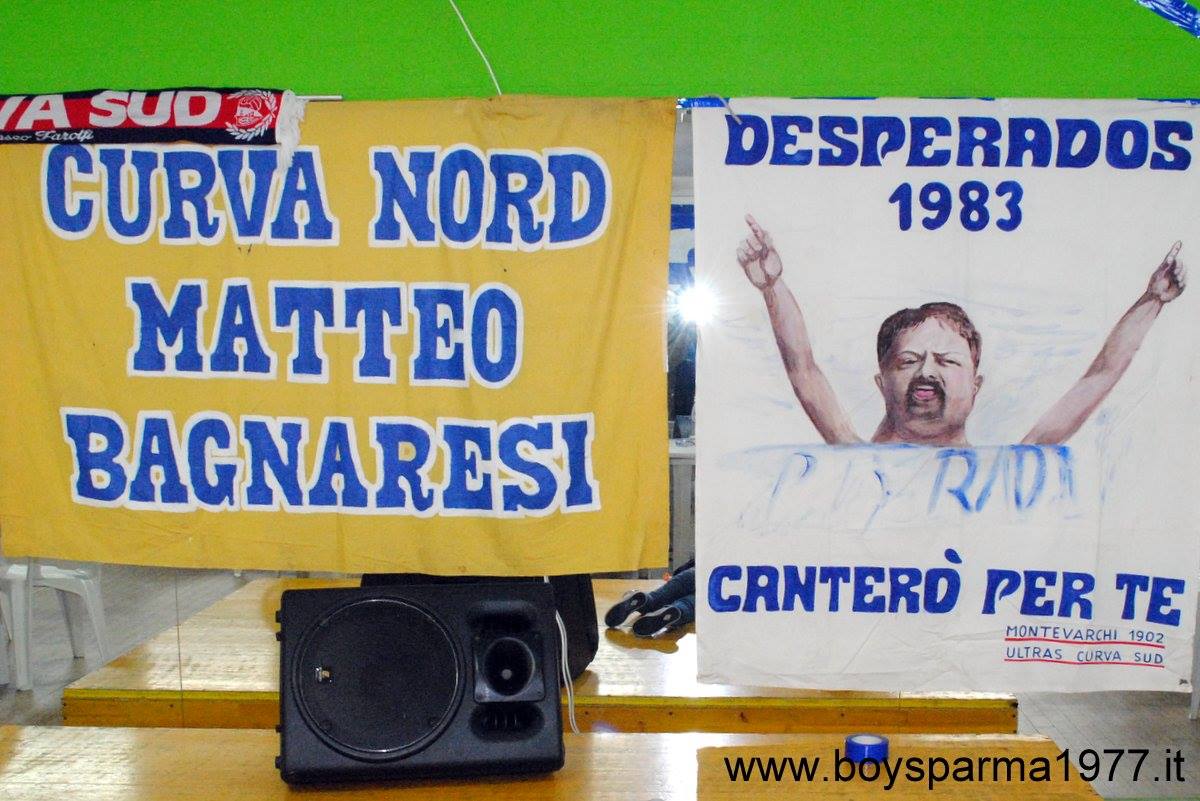 VA SUD
Farolfi
CURVA NORD
MATTEO
BAGNARESI
DESPERADOS
1983
CANTERÒ PER TE
MONTEVARCHI 1902
ULTRAS CURVA SUD
www.boysparma1977.it